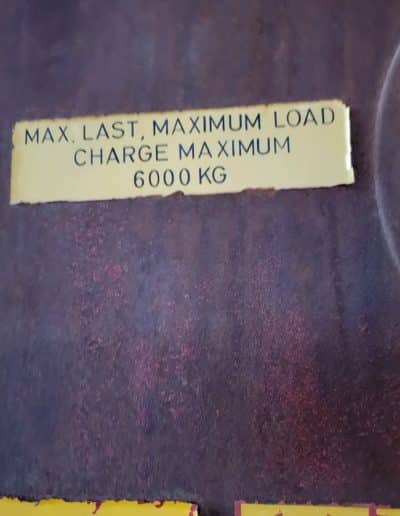 MAX. LAST, MAXIMUM LOAD
CHARGE MAXIMUM
6000 KG